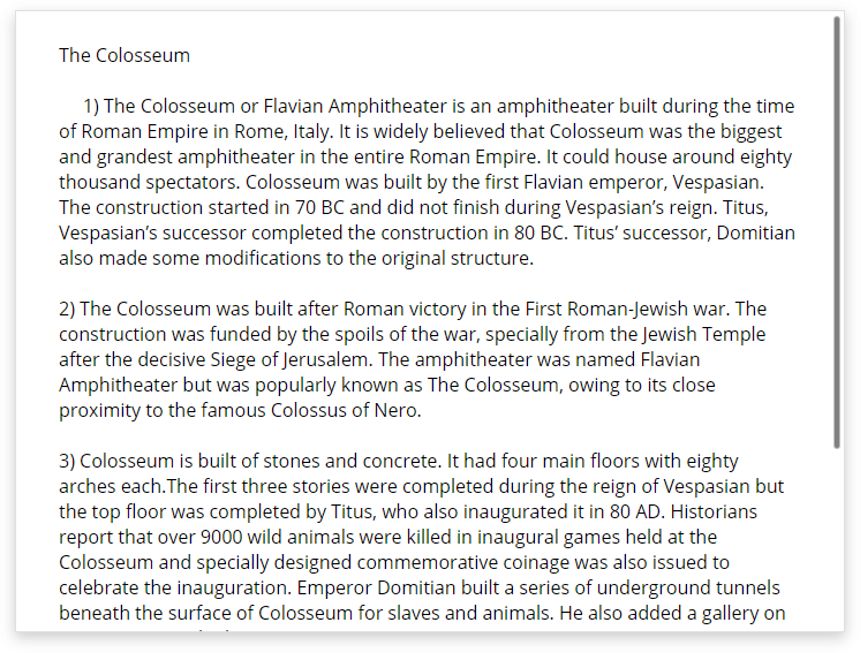 The Colosseum
1) The Colosseum or Flavian Amphitheater is an amphitheater built during the time
of Roman Empire in Rome, Italy. It is widely believed that Colosseum was the biggest
and grandest amphitheater in the entire Roman Empire. It could house around eighty
thousand spectators. Colosseum was built by the first Flavian emperor, Vespasian.
The construction started in 70 BC and did not finish during Vespasian’s reign. Titus,
Vespasian’s successor completed the construction in 80 BC. Titus’ successor, Domitian
also made some modifications to the original structure.
2) The Colosseum was built after Roman victory in the First Roman-Jewish war. The
construction was funded by the spoils of the war, specially from the Jewish Temple
after the decisive Siege of Jerusalem. The amphitheater was named Flavian
Amphitheater but was popularly known as The Colosseum, owing to its close
proximity to the famous Colossus of Nero.
3) Colosseum is built of stones and concrete. It had four main floors with eighty
arches each.The first three stories were completed during the reign of Vespasian but
the top floor was completed by Titus, who also inaugurated it in 80 AD. Historians
report that over 9000 wild animals were killed in inaugural games held at the
Colosseum and specially designed commemorative coinage was also issued to
celebrate the inauguration. Emperor Domitian built a series of underground tunnels
beneath the surface of Colosseum for slaves and animals. He also added a gallery on